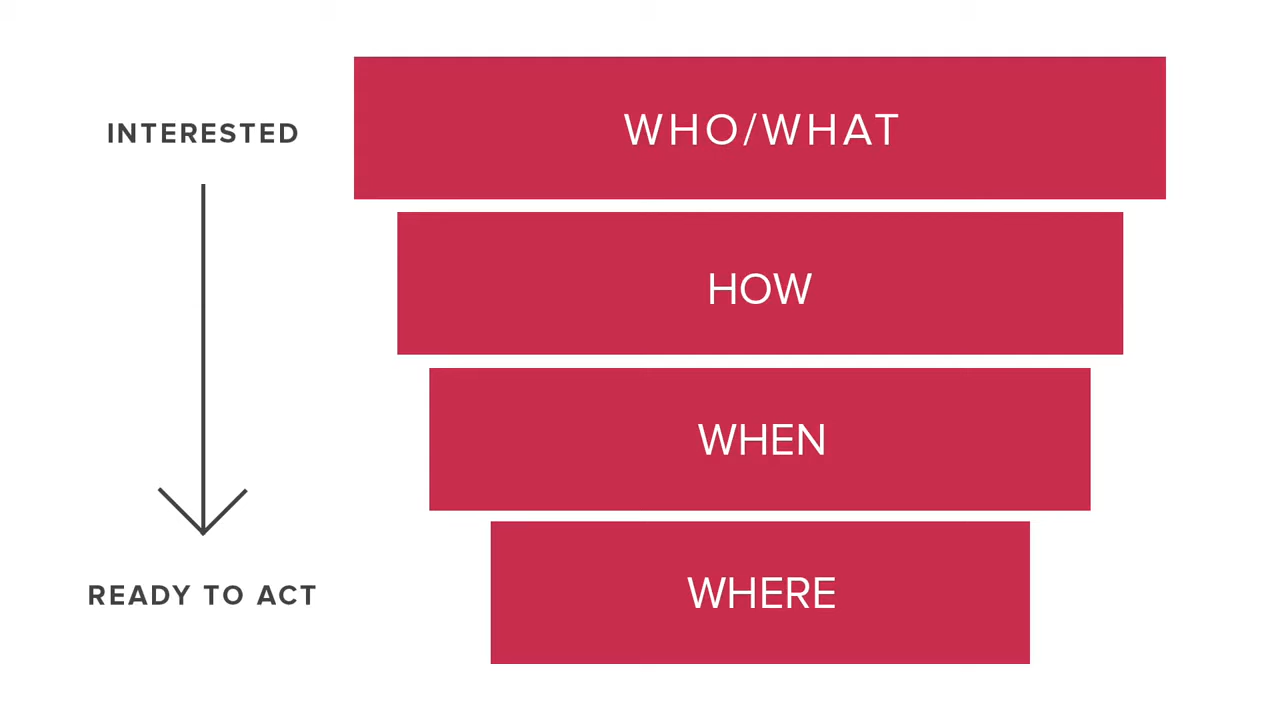 INTERESTED
WHO/WHAT
HOW
WHEN
WHERE
READY TO ACT